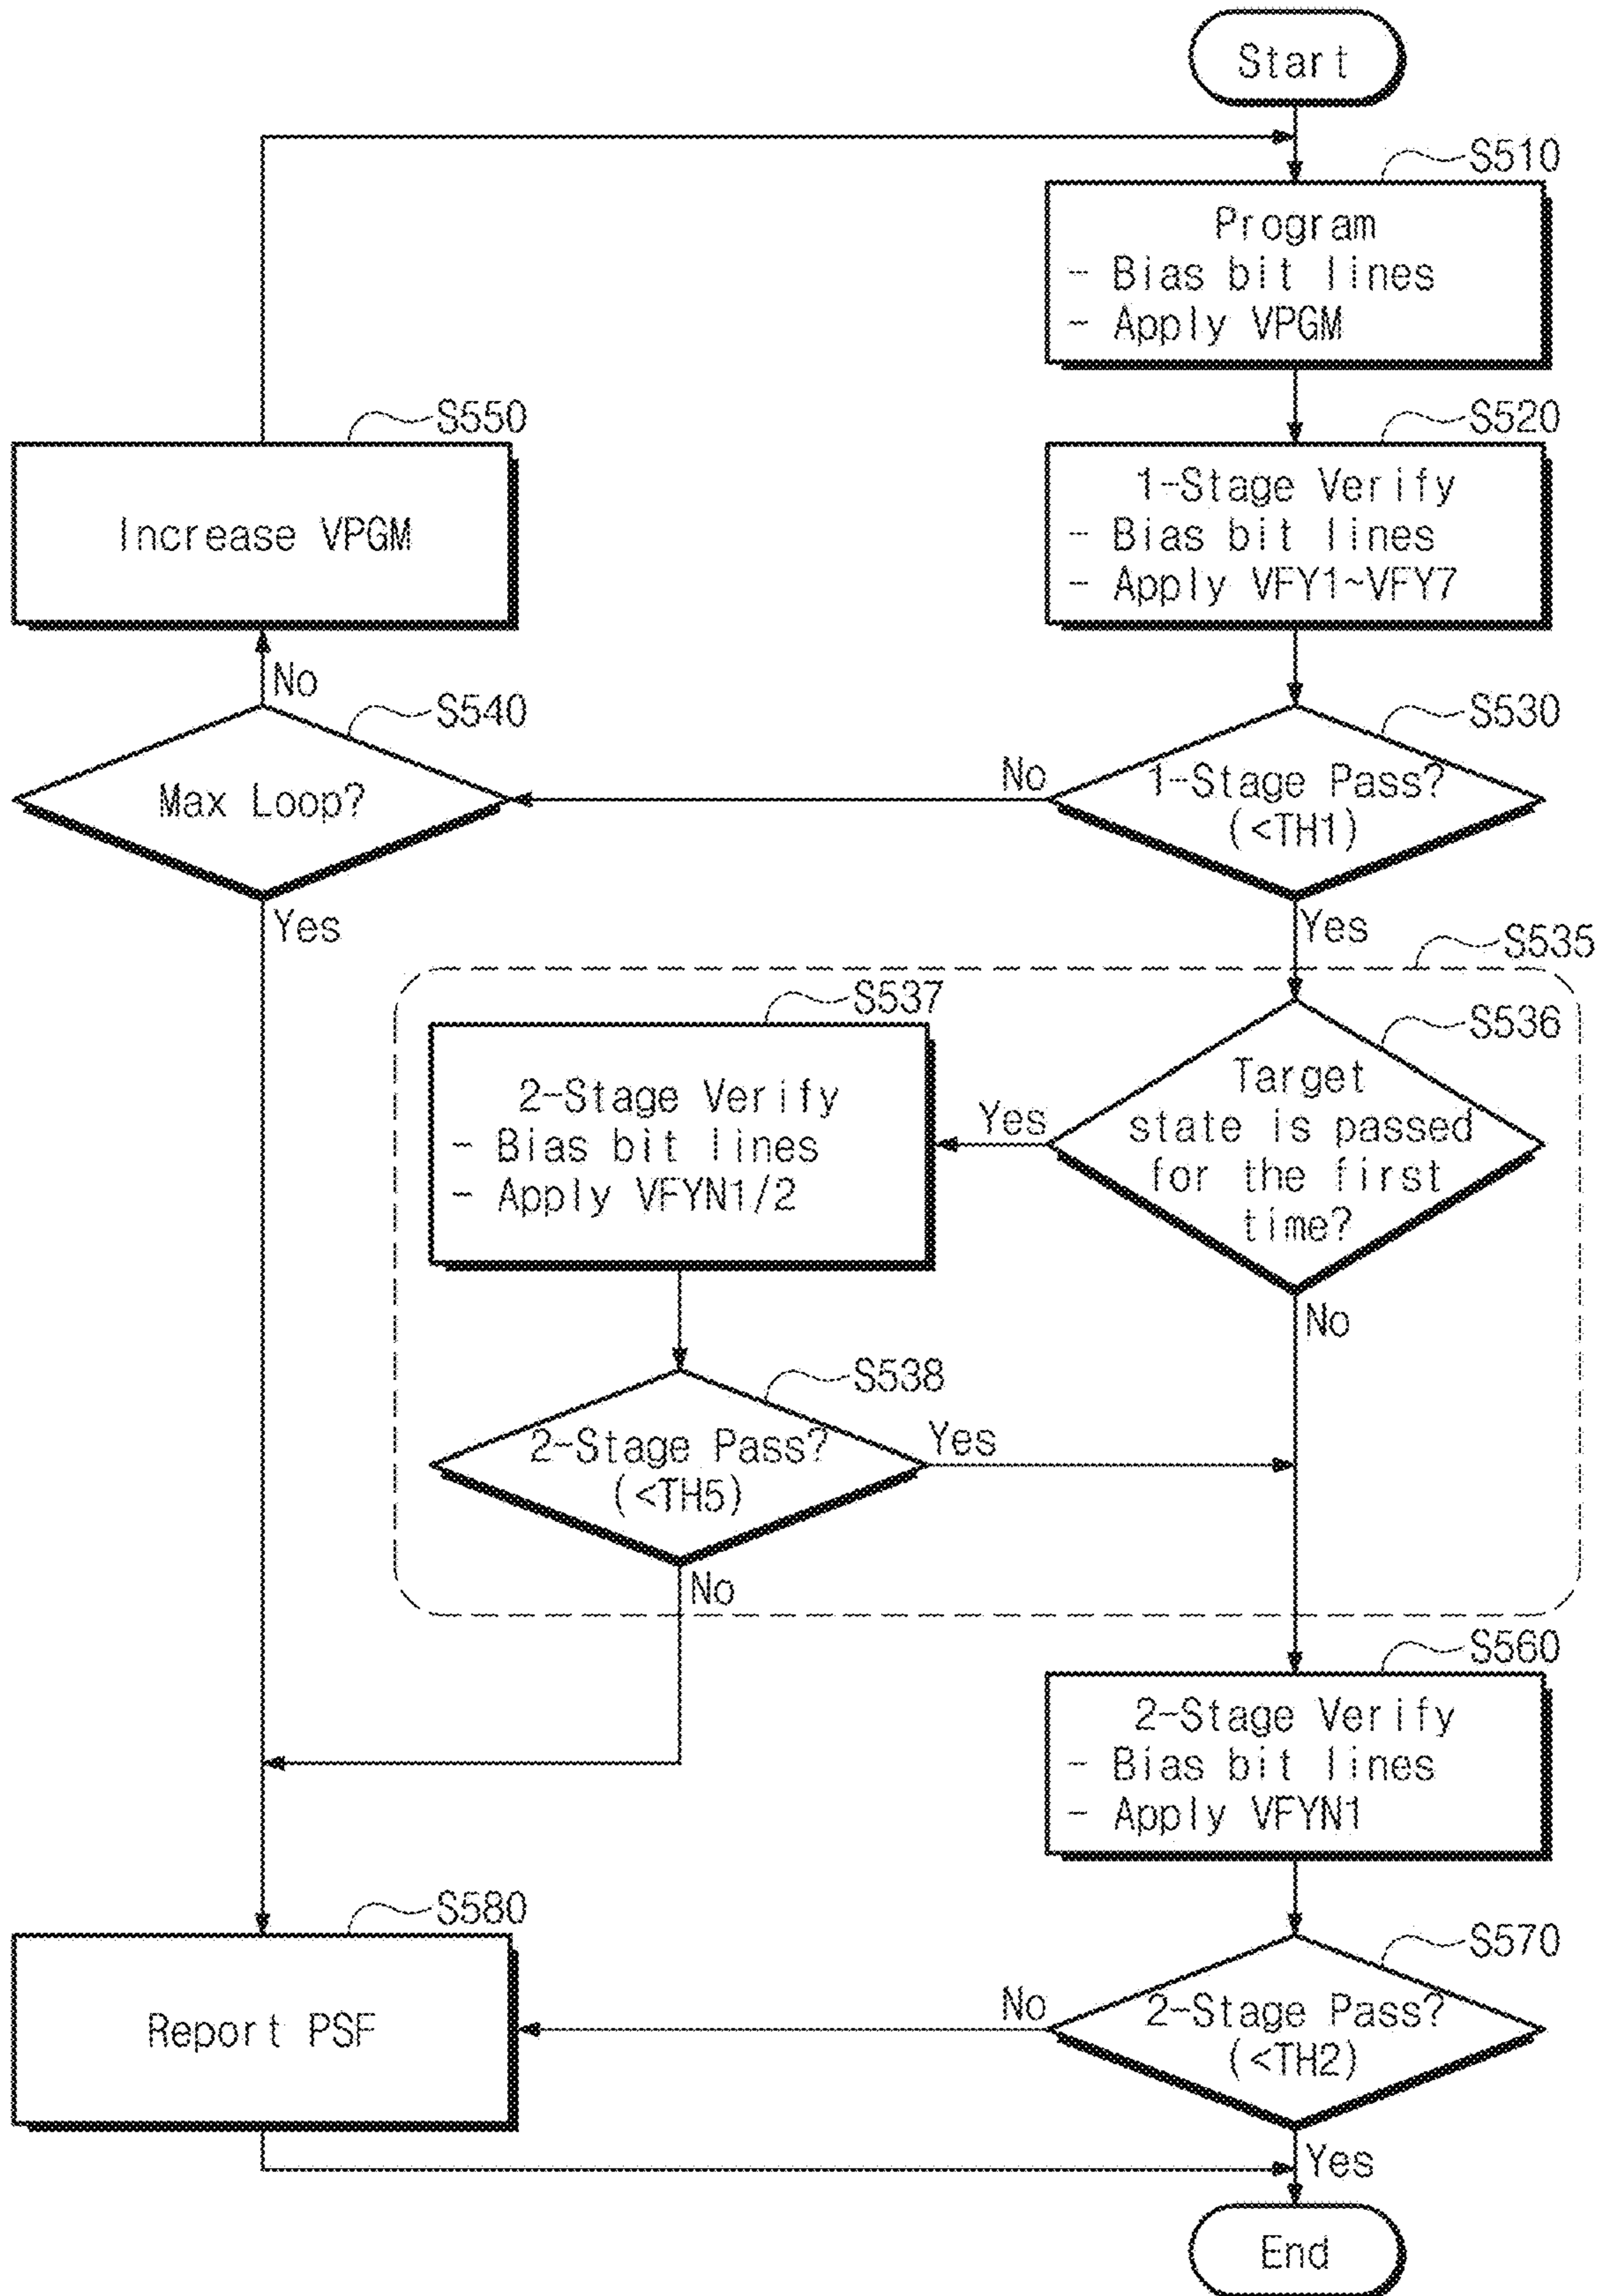 Start
S510
Program
- Bias bit lines
- Apply VPGM
S550
Increase VPGM
S520
1-Stage Verify
- Bias bit lines
- Apply VFY1~VFY7
No
S540
Max Loop?
Yes
S530
No
1-Stage Pass?
(<TH1)
Yes
S535
S537
2-Stage Verify
- Bias bit lines
- Apply VFYN1/2
S536
Yes
Target
state is passed
for the first
time?
No
S538
2-Stage Pass?
(<TH5)
Yes
No
S560
2-Stage Verify
- Bias bit lines
- Apply VFYN1
S580
Report PSF
S570
No
2-Stage Pass?
(<TH2)
Yes
End